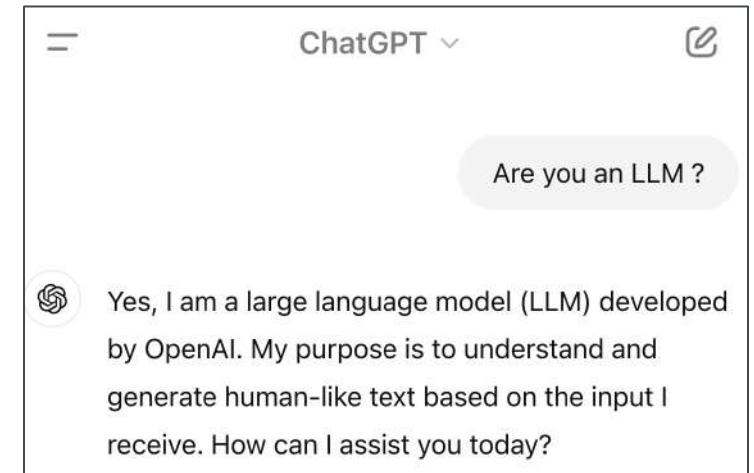 ChatGPT
Are you an LLM ?
Yes, I am a large language model (LLM) developed
by OpenAI. My purpose is to understand and
generate human-like text based on the input I
receive. How can I assist you today?